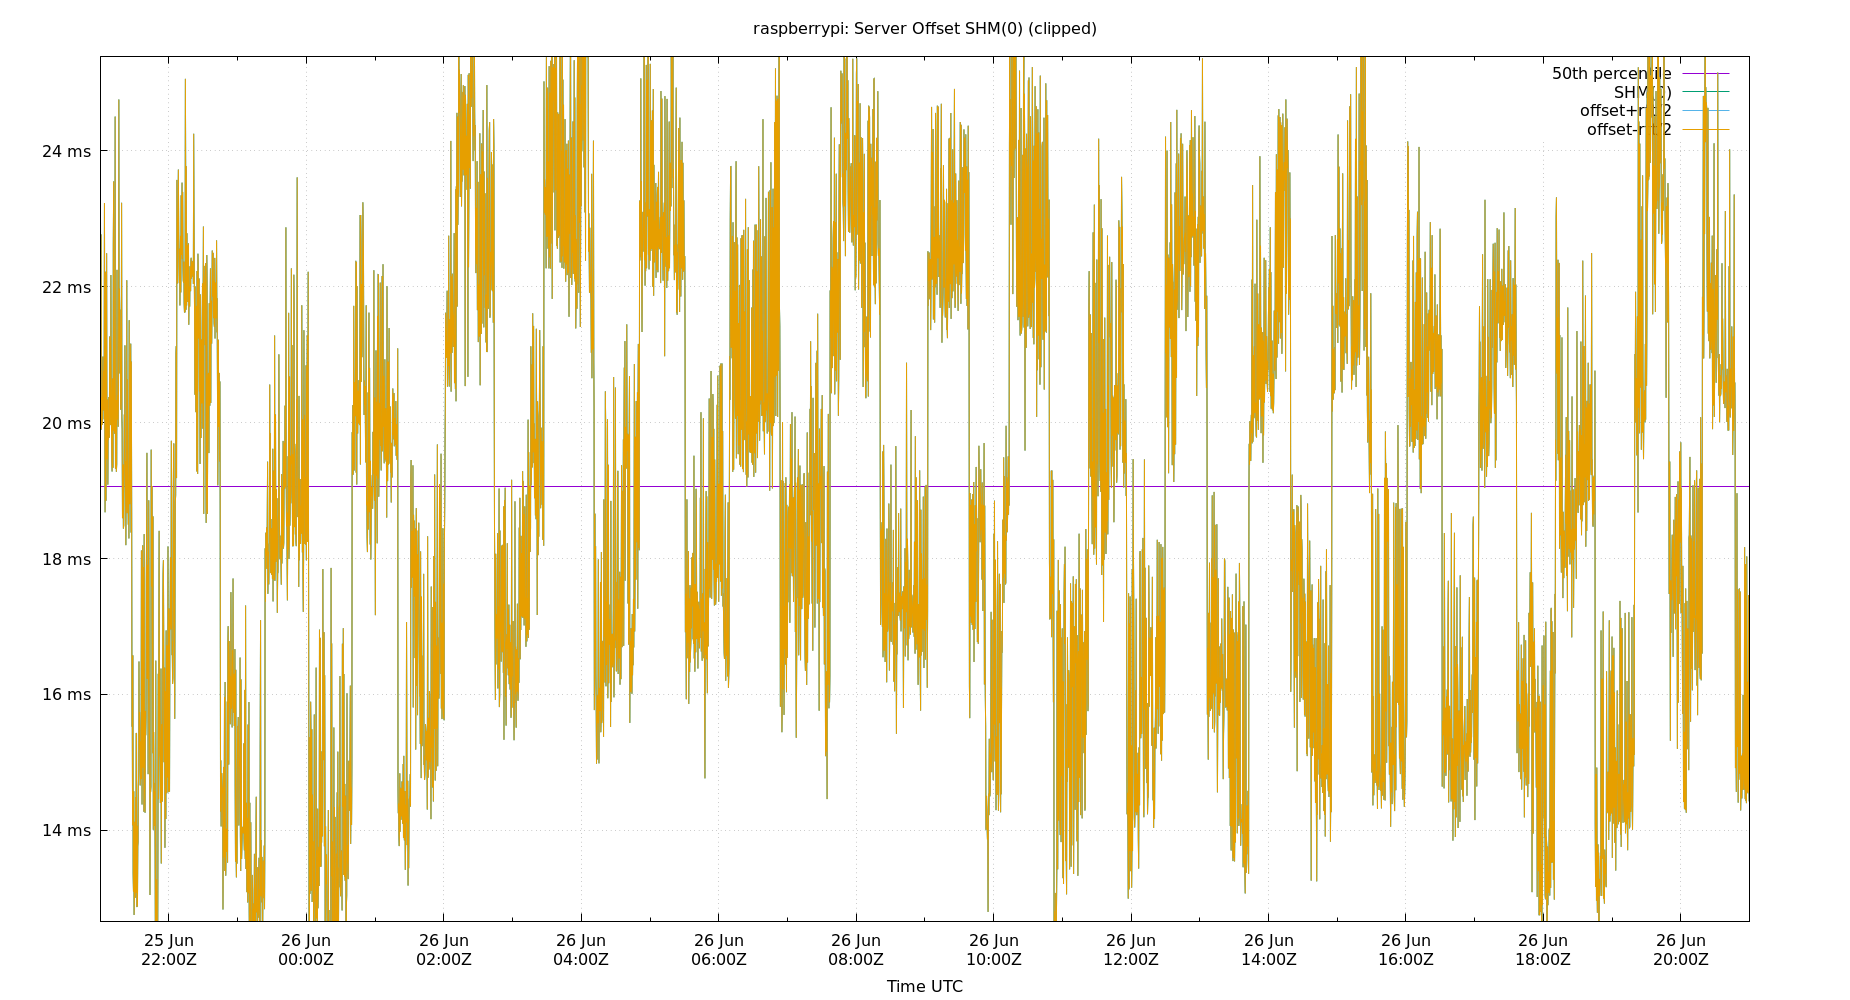 raspberrypi: Server Offset SHM(0) (clipped)
50th percentile
SHM(0)
offset+rtt/2
offset-rtt/2
24 ms
22 ms
20 ms
18 ms
16 ms
14 ms
25 Jun 26 Jun 26 Jun 26 Jun 26 Jun 26 Jun 26 Jun 26 Jun 26 Jun 26 Jun 26 Jun 26 Jun
22:00Z 00:00Z 02:00Z 04:00Z 06:00Z 08:00Z 10:00Z 12:00Z 14:00Z 16:00Z 18:00Z 20:00Z
Time UTC